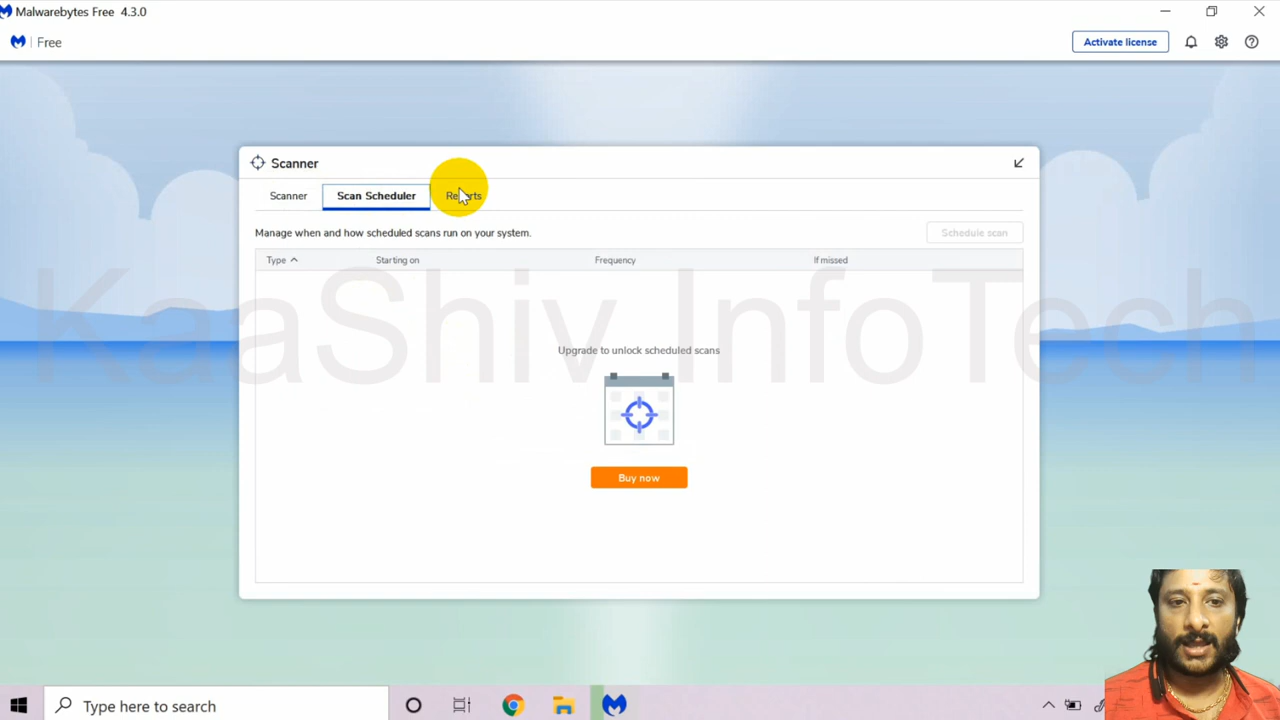 Malwarebytes Free 4.3.0
Free
Activate license
Scanner
Scanner
Scan Scheduler
Reports
Manage when and how scheduled scans run on your system.
Schedule scan
Type
Starting on
Frequency
If missed
KaaShiv InfoTech
Upgrade to unlock scheduled scans
Buy now
Type here to search